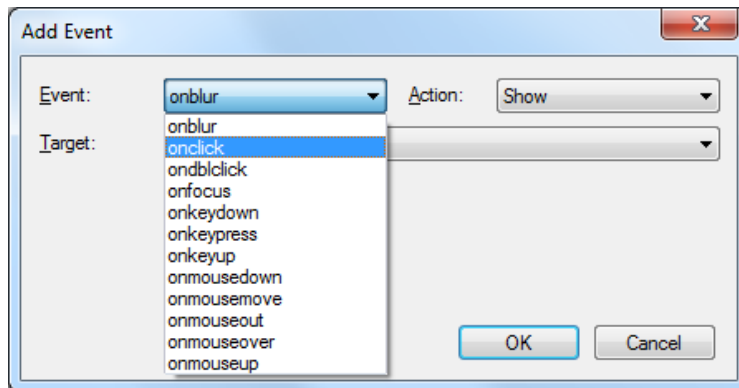 Add Event
Event: onblur Action: Show
Target:
onblur
onclick
ondblclick
onfocus
onkeydown
onkeypress
onkeyup
onmousedown
onmousemove
onmouseout
onmouseover
onmouseup
OK Cancel